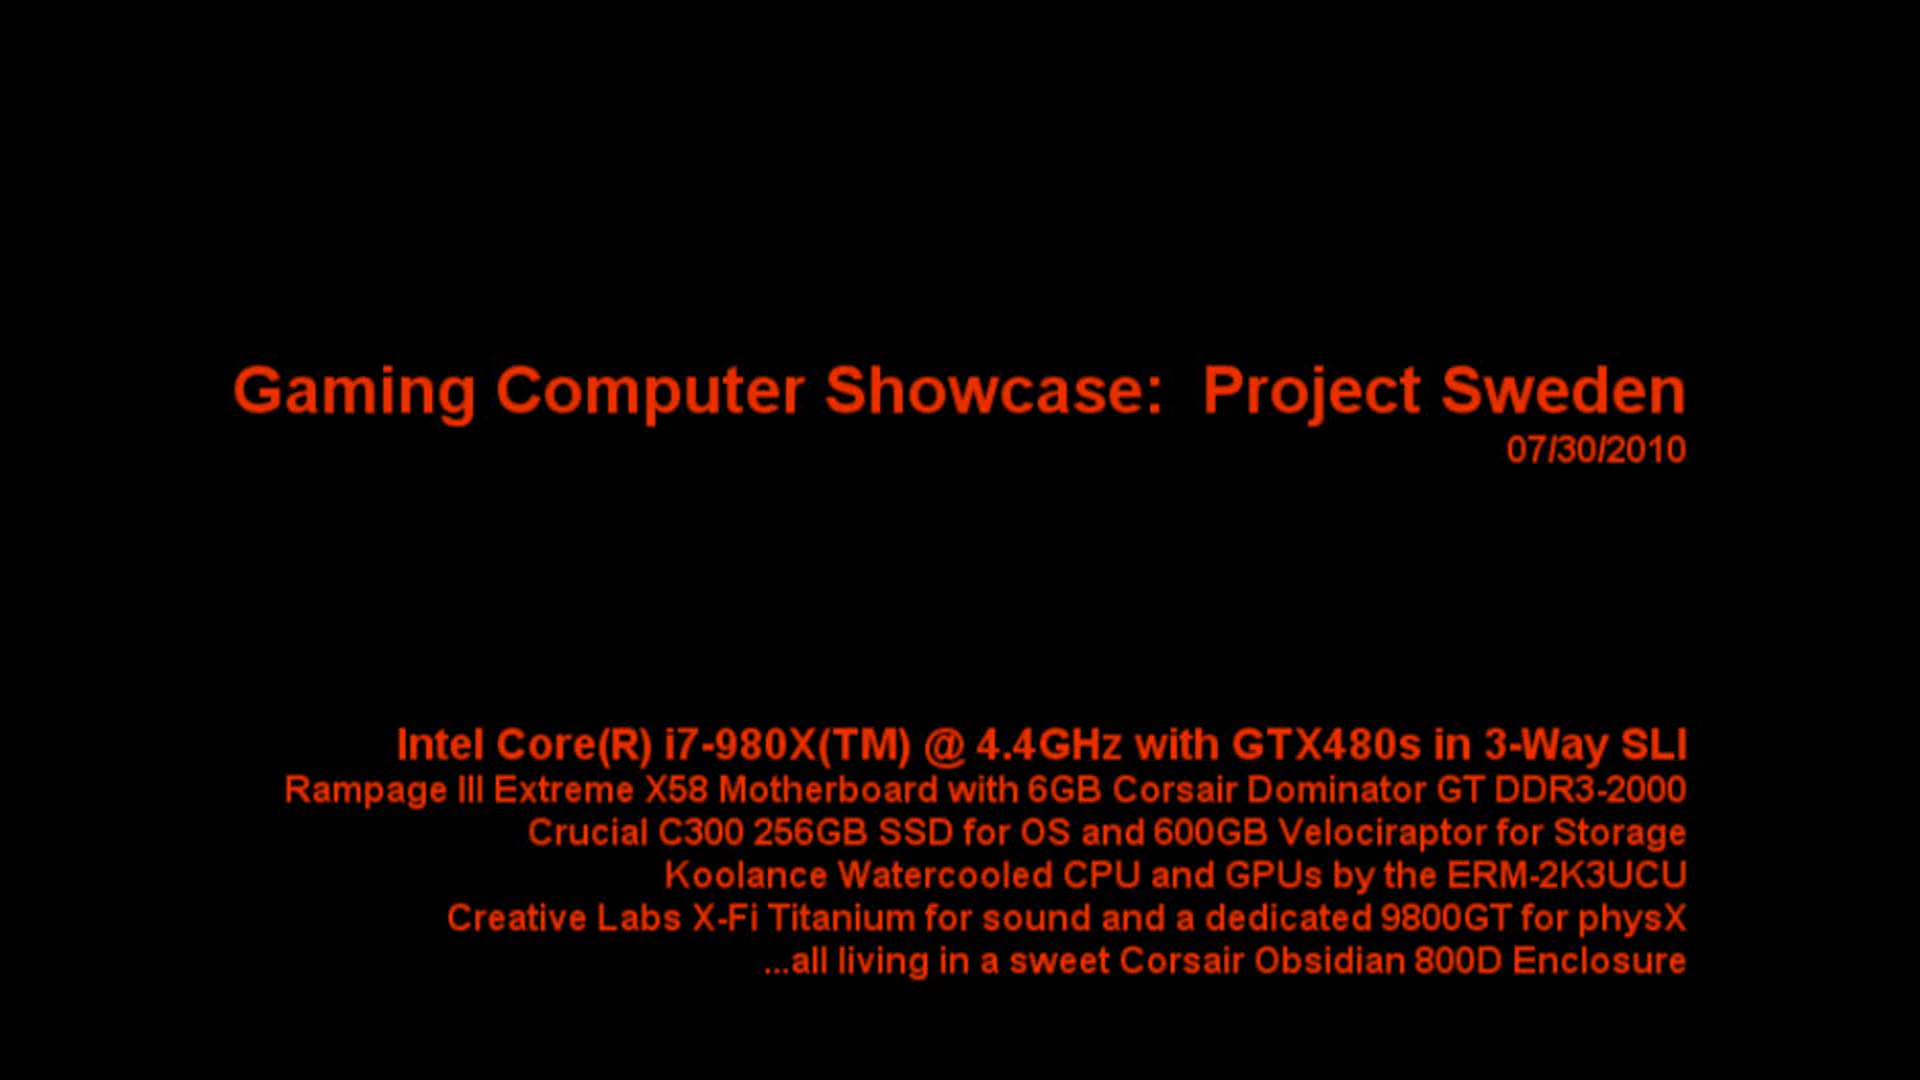 Gaming Computer Showcase:  Project Sweden
07/30/2010
Intel Core(R) i7-980X(TM) @ 4.4GHz with GTX480s in 3-Way SLI
Rampage III Extreme X58 Motherboard with 6GB Corsair Dominator GT DDR3-2000
Crucial C300 256GB SSD for OS and 600GB Velociraptor for Storage
Koolance Watercooled CPU and GPUs by the ERM-2K3UCU
Creative Labs X-Fi Titanium for sound and a dedicated 9800GT for physX
...all living in a sweet Corsair Obsidian 800D Enclosure